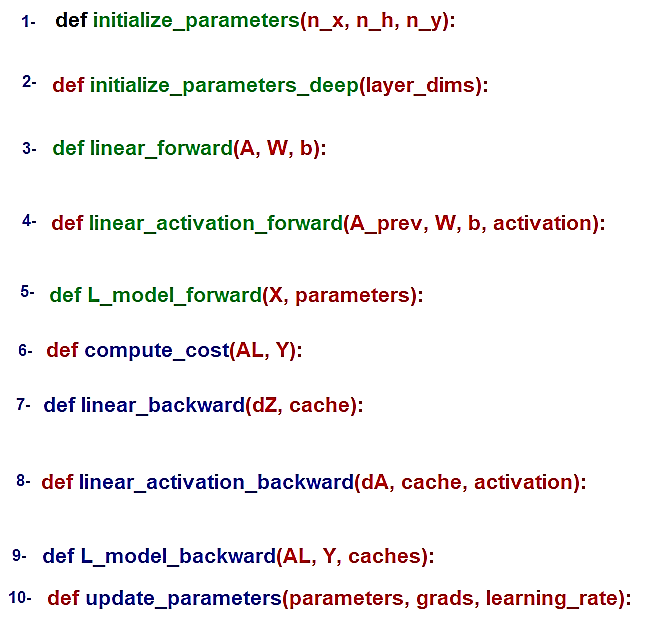 1- def initialize_parameters(n_x, n_h, n_y):
2- def initialize_parameters_deep(layer_dims):
3- def linear_forward(A, W, b):
4- def linear_activation_forward(A_prev, W, b, activation):
5- def L_model_forward(X, parameters):
6- def compute_cost(AL, Y):
7- def linear_backward(dZ, cache):
8- def linear_activation_backward(dA, cache, activation):
9- def L_model_backward(AL, Y, caches):
10- def update_parameters(parameters, grads, learning_rate):